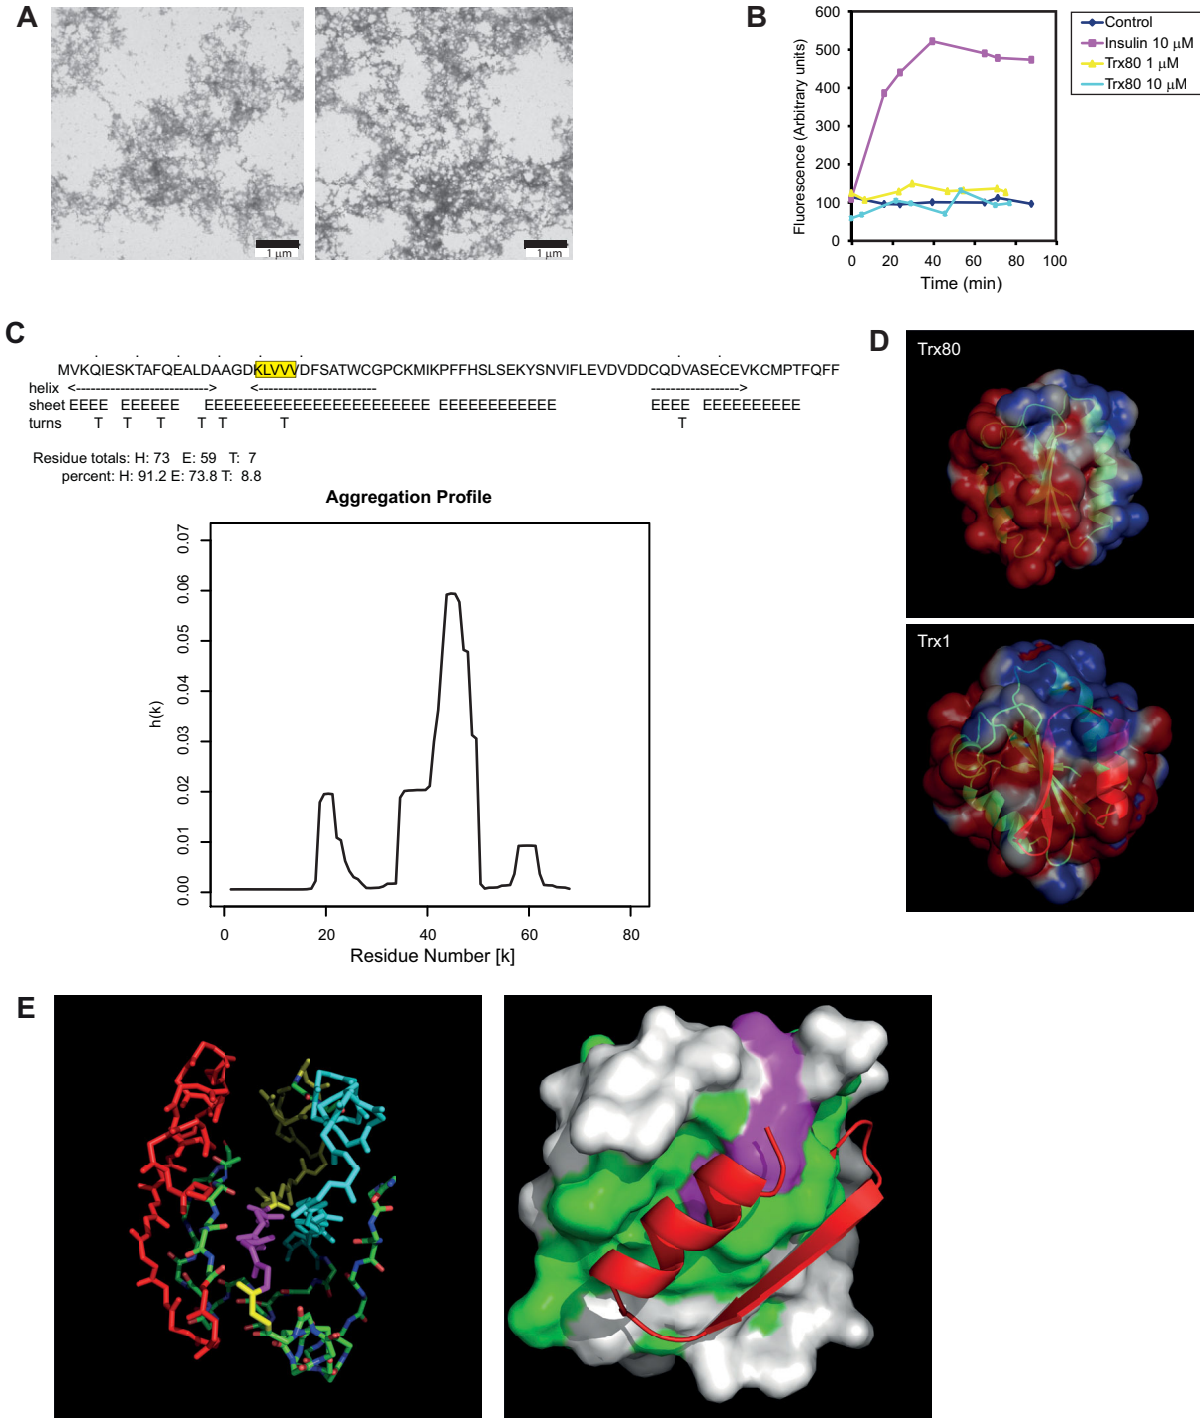 A
1 µm
1 µm
B
600
500
400
300
200
100
0
0 20 40 60 80 100
Fluorescence (Arbitrary units)
Time (min)
Control
Insulin 10 µM
Trx80 1 µM
Trx80 10 µM
C
MVKQIESKTAFQEALDAAGDKLVVVDFSATWCGPCKMIKPFFHSLSEKYSNVIFLEVDVDDCQDVASECEVKCMPTFQFF
helix <-----------------------------> <--------------------------- <-------------------->
sheet EEEE EEEEEE EEEEEEEEEEEEEEEEEEEEEEE EEEEEEEEEEEE EEEE EEEEEEEEEE
turns T T T T T T T
Residue totals: H: 73 E: 59 T: 7
percent: H: 91.2 E: 73.8 T: 8.8
Aggregation Profile
0.07
0.06
0.05
0.04
0.03
0.02
0.01
0.00
h(k)
0 20 40 60 80
Residue Number [k]
D
Trx80
Trx1
E